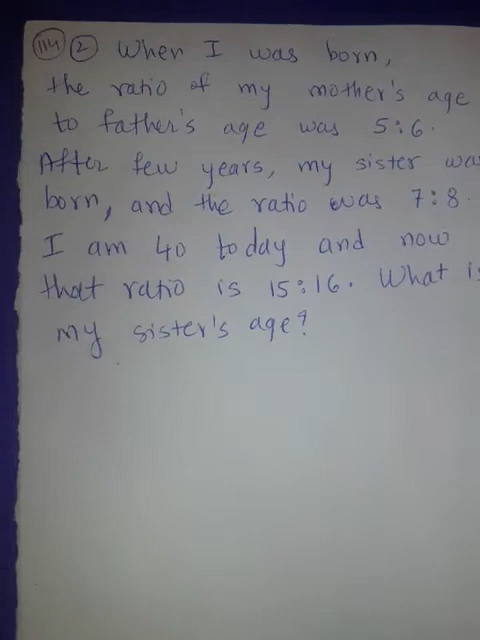 114 2 When I was born,
the ratio of my mother's age
to father's age was 5:6.
After few years, my sister was
born, and the ratio was 7:8.
I am 40 today and now
that ratio is 15:16. What is
my sister's age?